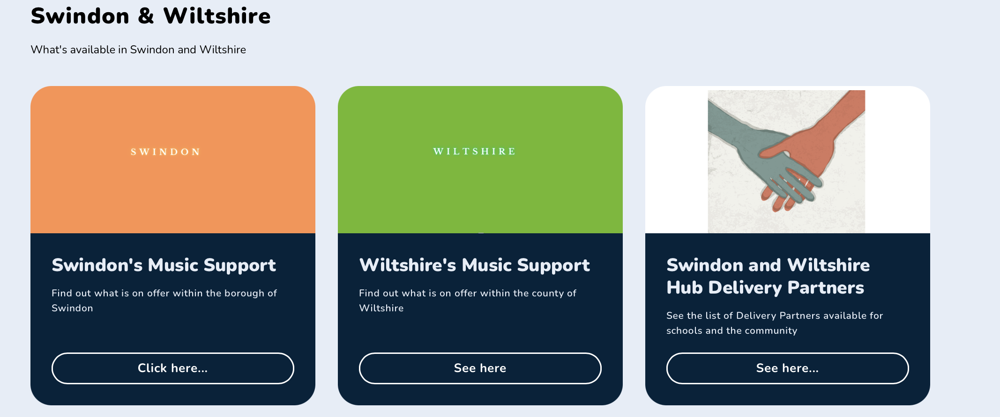 Swindon & Wiltshire
What's available in Swindon and Wiltshire
SWINDON
WILTSHIRE
Swindon's Music Support
Find out what is on offer within the borough of
Swindon
Click here...
Wiltshire's Music Support
Find out what is on offer within the county of
Wiltshire
See here
Swindon and Wiltshire
Hub Delivery Partners
See the list of Delivery Partners available for
schools and the community
See here...